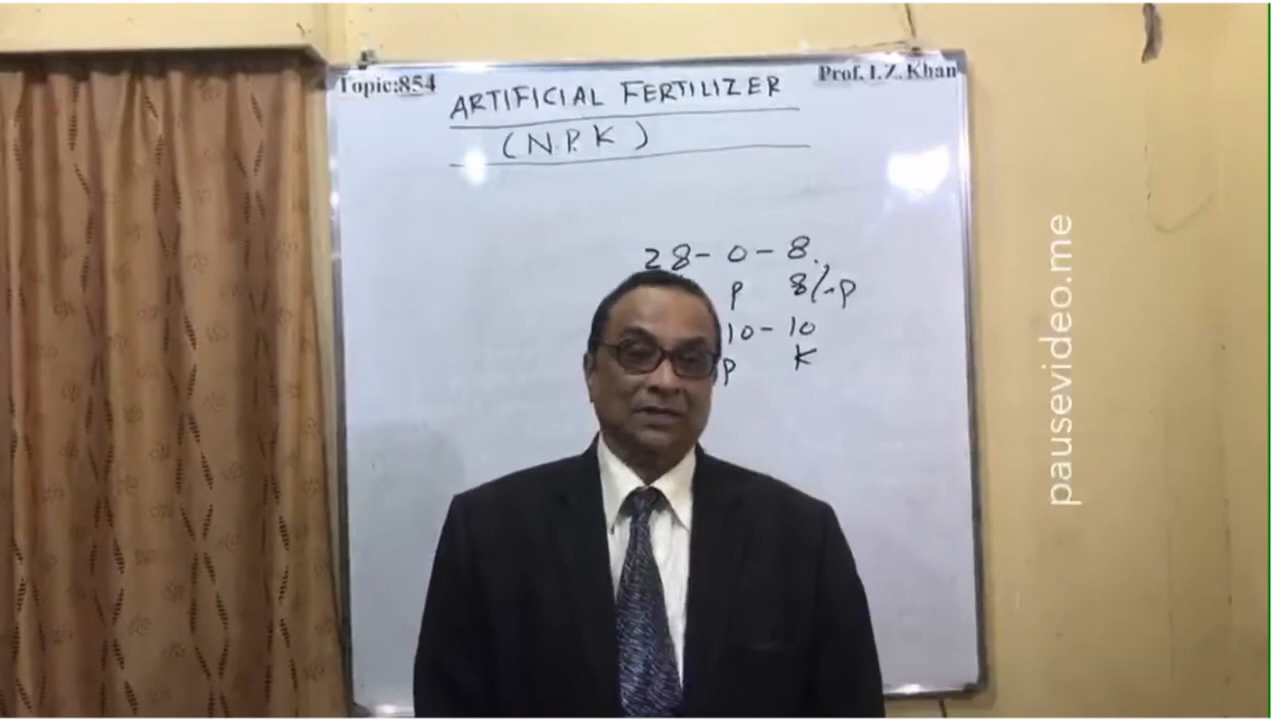 Topic:854
Prof. I.Z. Khan
ARTIFICIAL FERTILIZER
(N.P.K)
28-0-8.
P 8%-P
10-10
P K
pausevideo.me